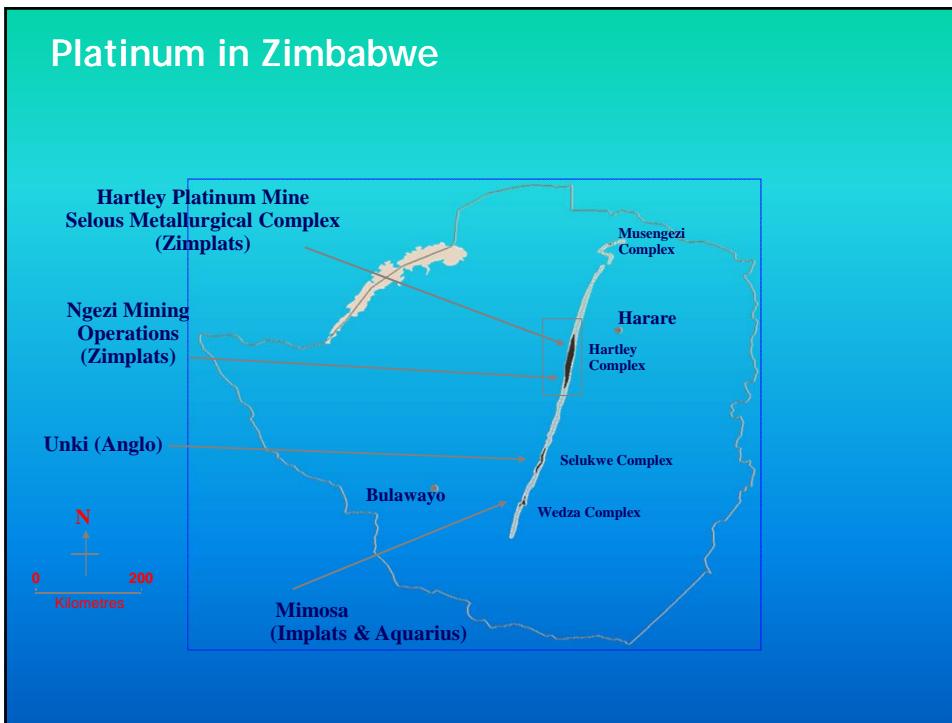 Platinum in Zimbabwe
Hartley Platinum Mine
Selous Metallurgical Complex
(Zimplats)
Musengezi
Complex
Ngezi Mining
Operations
(Zimplats)
Harare
Hartley
Complex
Unki (Anglo)
Selukwe Complex
Bulawayo
Wedza Complex
N
0 200
Kilometres
Mimosa
(Implats & Aquarius)